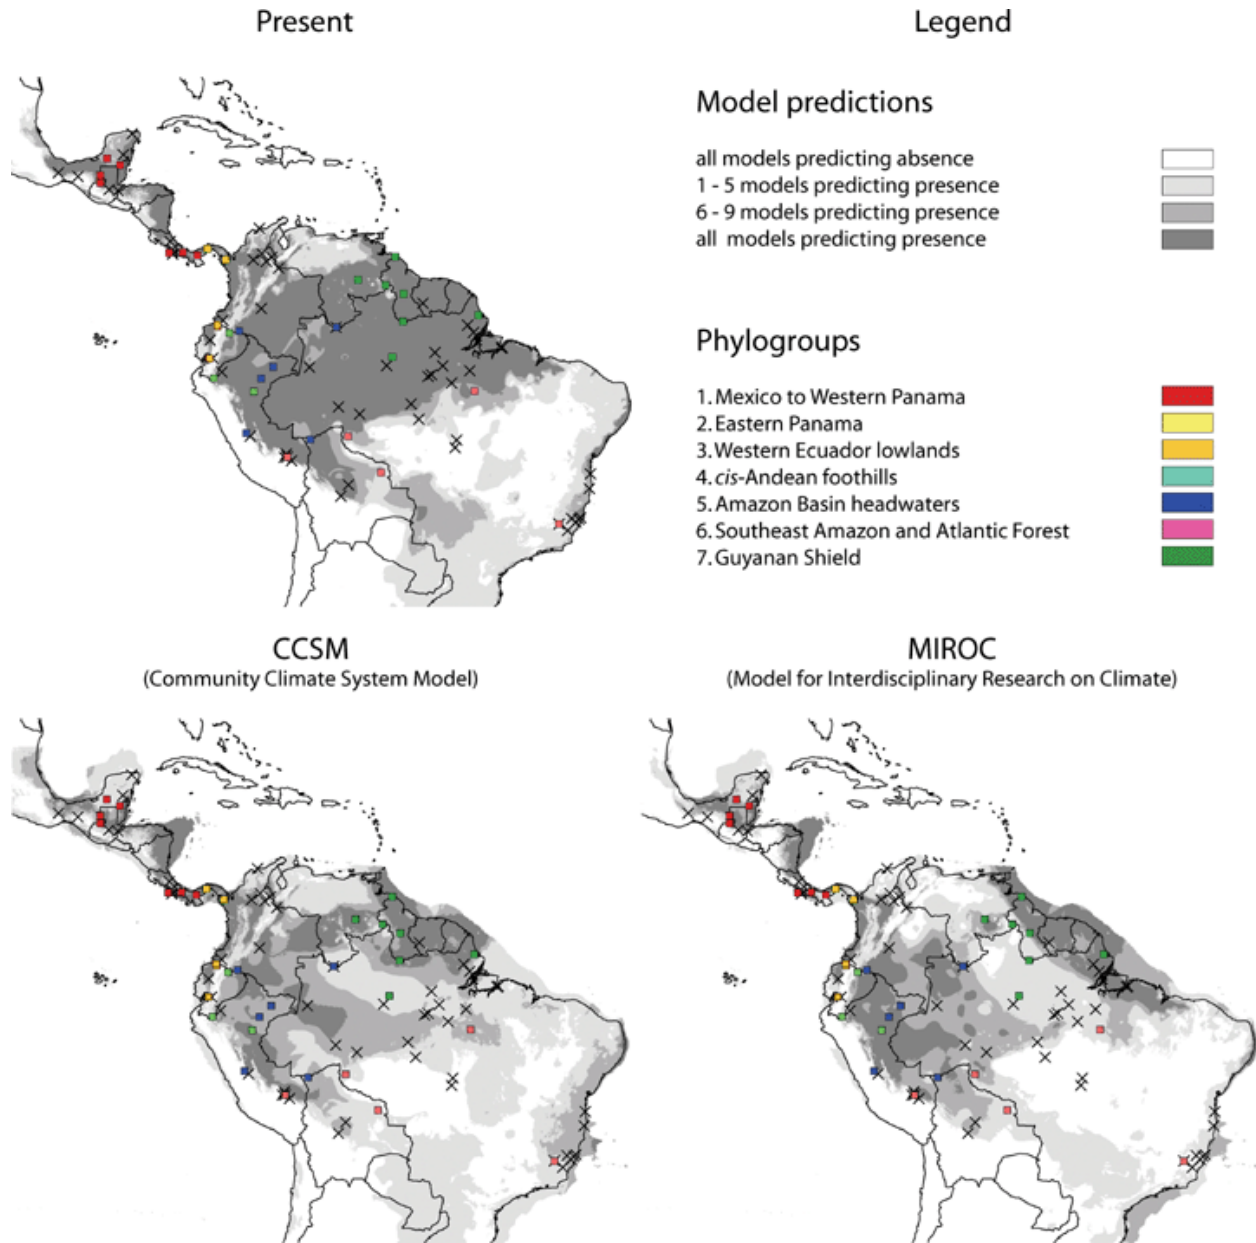 Present
Legend
Model predictions
all models predicting absence
1 - 5 models predicting presence
6 - 9 models predicting presence
all models predicting presence
Phylogroups
1. Mexico to Western Panama
2. Eastern Panama
3. Western Ecuador lowlands
4. cis-Andean foothills
5. Amazon Basin headwaters
6. Southeast Amazon and Atlantic Forest
7. Guyanan Shield
CCSM
(Community Climate System Model)
MIROC
(Model for Interdisciplinary Research on Climate)